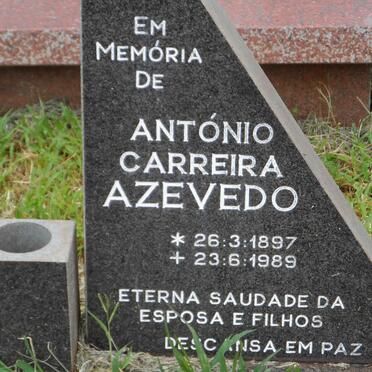 EM
MEMÓRIA
DE
ANTÓNIO
CARREIRA
AZEVEDO
* 26·3·1897
+ 23·6·1989
ETERNA SAUDADE DA
ESPOSA E FILHOS
DESCANSA EM PAZ